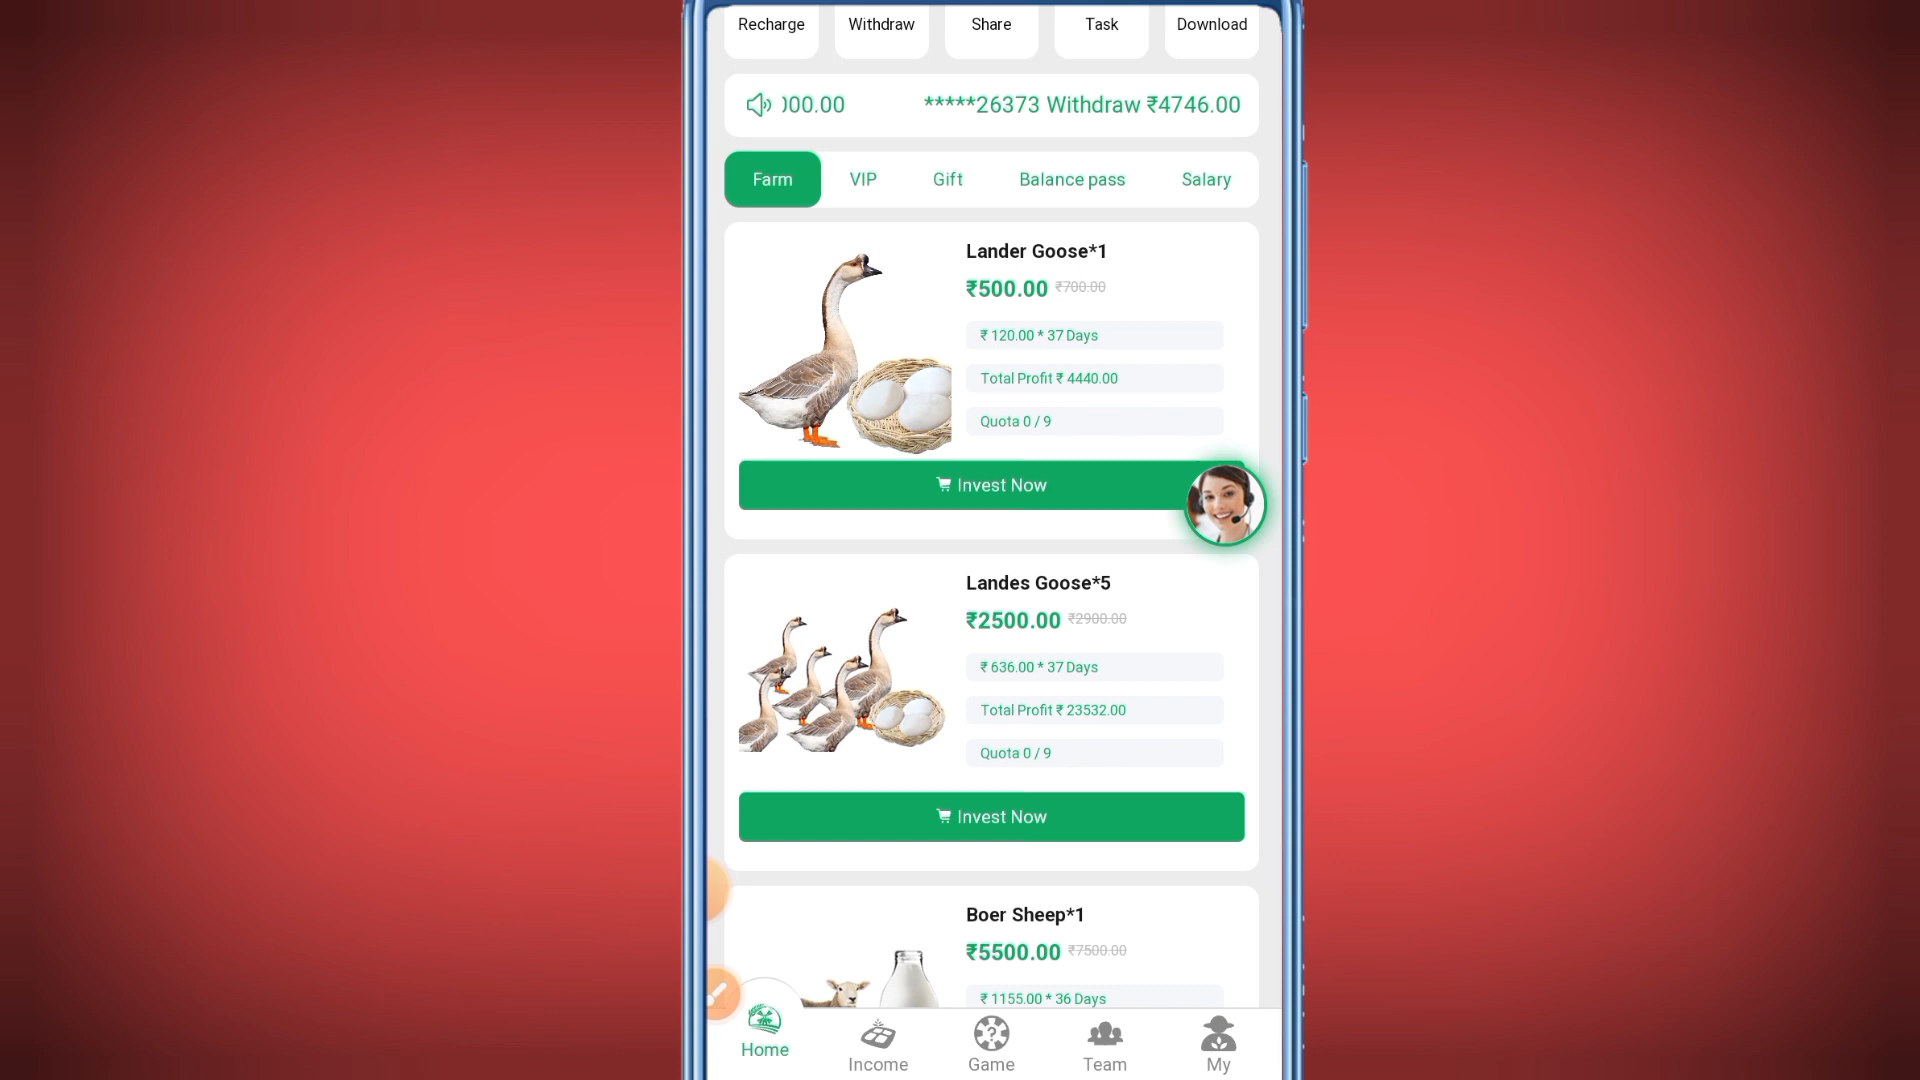 Recharge
Withdraw
Share
Task
Download
00.00
*****26373 Withdraw ₹4746.00
Farm
VIP
Gift
Balance pass
Salary
Lander Goose*1
₹500.00 ₹700.00
₹ 120.00 * 37 Days
Total Profit ₹ 4440.00
Quota 0 / 9
Invest Now
Landes Goose*5
₹2500.00 ₹2900.00
₹ 636.00 * 37 Days
Total Profit ₹ 23532.00
Quota 0 / 9
Invest Now
Boer Sheep*1
₹5500.00 ₹7500.00
₹ 1155.00 * 36 Days
Home
Income
Game
Team
My